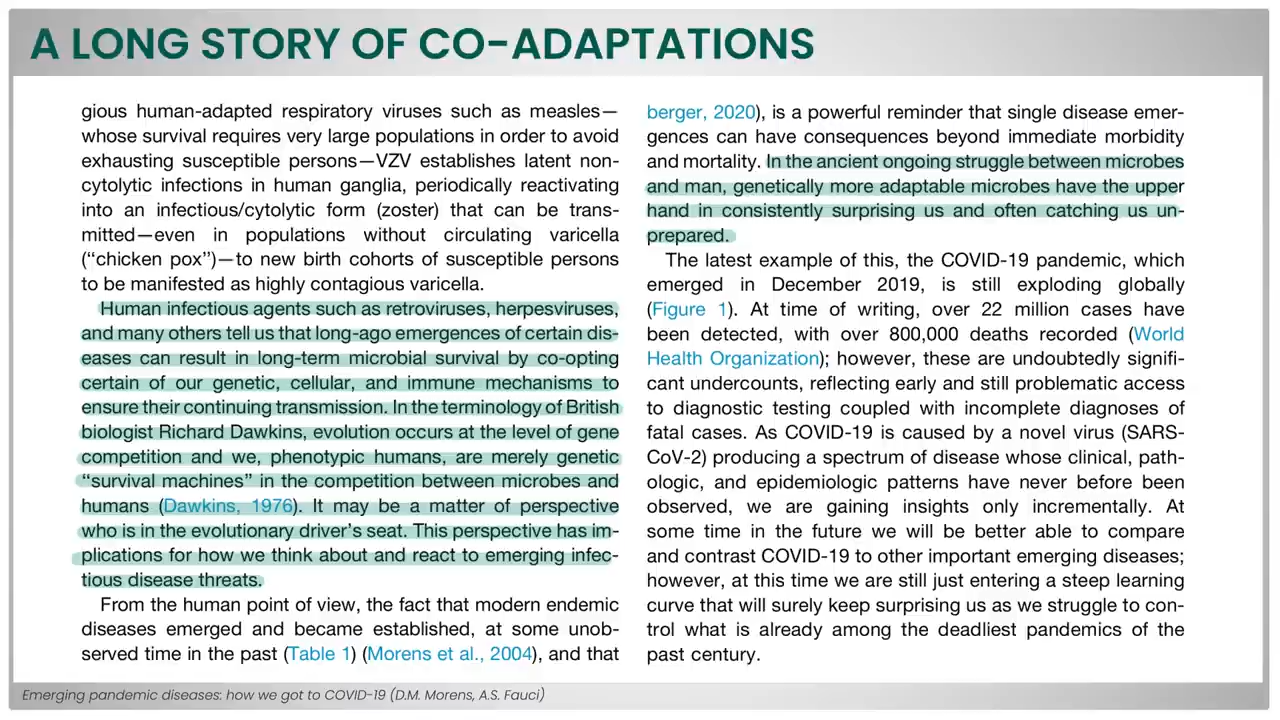 A LONG STORY OF CO-ADAPTATIONS
gious human-adapted respiratory viruses such as measles—
whose survival requires very large populations in order to avoid
exhausting susceptible persons—VZV establishes latent non-
cytolytic infections in human ganglia, periodically reactivating
into an infectious/cytolytic form (zoster) that can be trans-
mitted—even in populations without circulating varicella
(“chicken pox”)—to new birth cohorts of susceptible persons
to be manifested as highly contagious varicella.
Human infectious agents such as retroviruses, herpesviruses,
and many others tell us that long-ago emergences of certain dis-
eases can result in long-term microbial survival by co-opting
certain of our genetic, cellular, and immune mechanisms to
ensure their continuing transmission. In the terminology of British
biologist Richard Dawkins, evolution occurs at the level of gene
competition and we, phenotypic humans, are merely genetic
“survival machines” in the competition between microbes and
humans (Dawkins, 1976). It may be a matter of perspective
who is in the evolutionary driver’s seat. This perspective has im-
plications for how we think about and react to emerging infec-
tious disease threats.
From the human point of view, the fact that modern endemic
diseases emerged and became established, at some unob-
served time in the past (Table 1) (Morens et al., 2004), and that
berger, 2020), is a powerful reminder that single disease emer-
gences can have consequences beyond immediate morbidity
and mortality. In the ancient ongoing struggle between microbes
and man, genetically more adaptable microbes have the upper
hand in consistently surprising us and often catching us un-
prepared.
The latest example of this, the COVID-19 pandemic, which
emerged in December 2019, is still exploding globally
(Figure 1). At time of writing, over 22 million cases have
been detected, with over 800,000 deaths recorded (World
Health Organization); however, these are undoubtedly signifi-
cant undercounts, reflecting early and still problematic access
to diagnostic testing coupled with incomplete diagnoses of
fatal cases. As COVID-19 is caused by a novel virus (SARS-
CoV-2) producing a spectrum of disease whose clinical, path-
ologic, and epidemiologic patterns have never before been
observed, we are gaining insights only incrementally. At
some time in the future we will be better able to compare
and contrast COVID-19 to other important emerging diseases;
however, at this time we are still just entering a steep learning
curve that will surely keep surprising us as we struggle to con-
trol what is already among the deadliest pandemics of the
past century.
Emerging pandemic diseases: how we got to COVID-19 (D.M. Morens, A.S. Fauci)